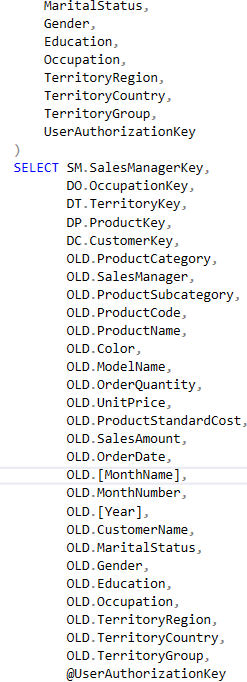 MaritalStatus,
Gender,
Education,
Occupation,
TerritoryRegion,
TerritoryCountry,
TerritoryGroup,
UserAuthorizationKey
)
SELECT SM.SalesManagerKey,
DO.OccupationKey,
DT.TerritoryKey,
DP.ProductKey,
DC.CustomerKey,
OLD.ProductCategory,
OLD.SalesManager,
OLD.ProductSubcategory,
OLD.ProductCode,
OLD.ProductName,
OLD.Color,
OLD.ModelName,
OLD.OrderQuantity,
OLD.UnitPrice,
OLD.ProductStandardCost,
OLD.SalesAmount,
OLD.OrderDate,
OLD.[MonthName],
OLD.MonthNumber,
OLD.[Year],
OLD.CustomerName,
OLD.MaritalStatus,
OLD.Gender,
OLD.Education,
OLD.Occupation,
OLD.TerritoryRegion,
OLD.TerritoryCountry,
OLD.TerritoryGroup,
@UserAuthorizationKey